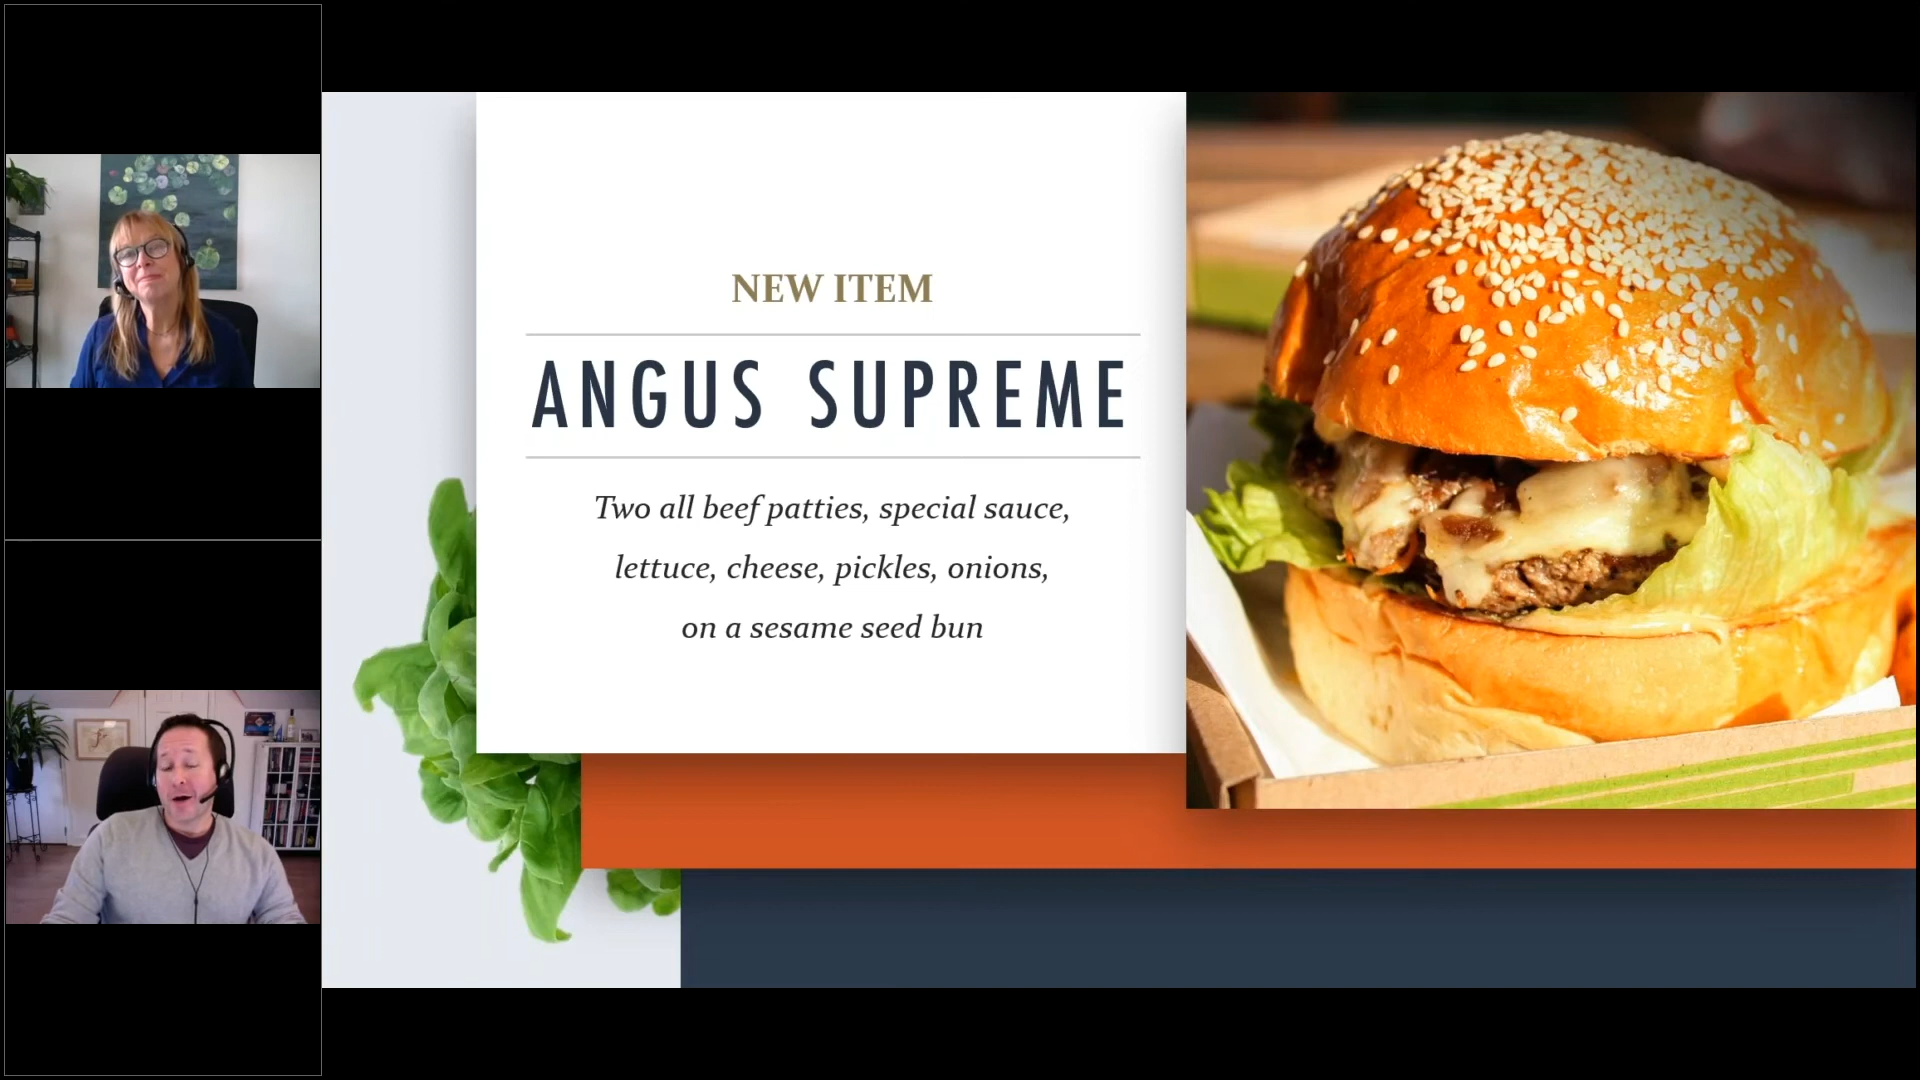 NEW ITEM
ANGUS SUPREME
Two all beef patties, special sauce,
lettuce, cheese, pickles, onions,
on a sesame seed bun